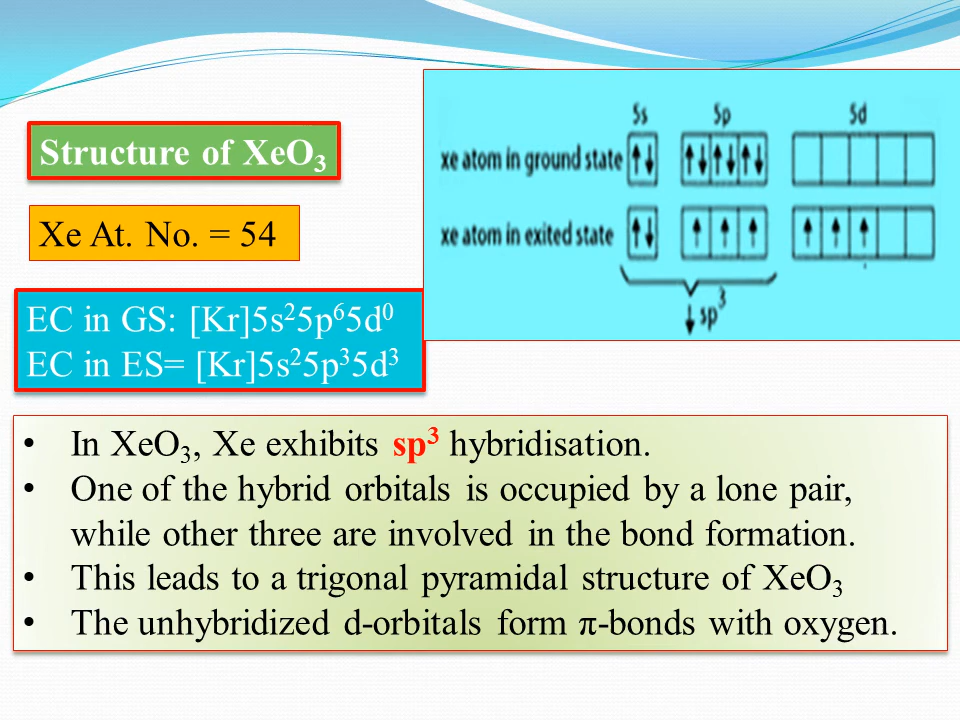 Structure of XeO₃
Xe At. No. = 54
EC in GS: [Kr]5s²5p⁶5d⁰
EC in ES= [Kr]5s²5p³5d³
5s 5p 5d
xe atom in ground state
xe atom in exited state
sp³
• In XeO₃, Xe exhibits sp³ hybridisation.
• One of the hybrid orbitals is occupied by a lone pair,
while other three are involved in the bond formation.
• This leads to a trigonal pyramidal structure of XeO₃
• The unhybridized d-orbitals form π-bonds with oxygen.